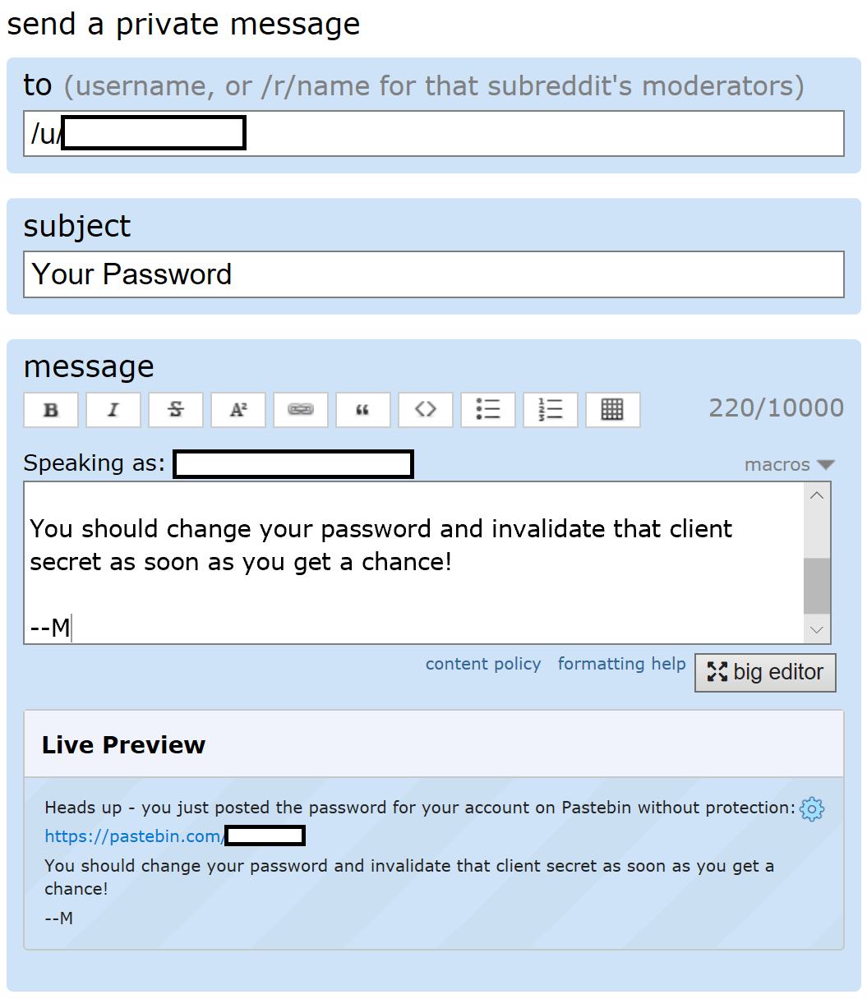 send a private message
to (username, or /r/name for that subreddit's moderators)
/u/
subject
Your Password
message
B I S A² “ <> 1 2 3 220/10000
Speaking as: macros
You should change your password and invalidate that client
secret as soon as you get a chance!
--M
content policy formatting help big editor
Live Preview
Heads up - you just posted the password for your account on Pastebin without protection:
https://pastebin.com/
You should change your password and invalidate that client secret as soon as you get a
chance!
--M